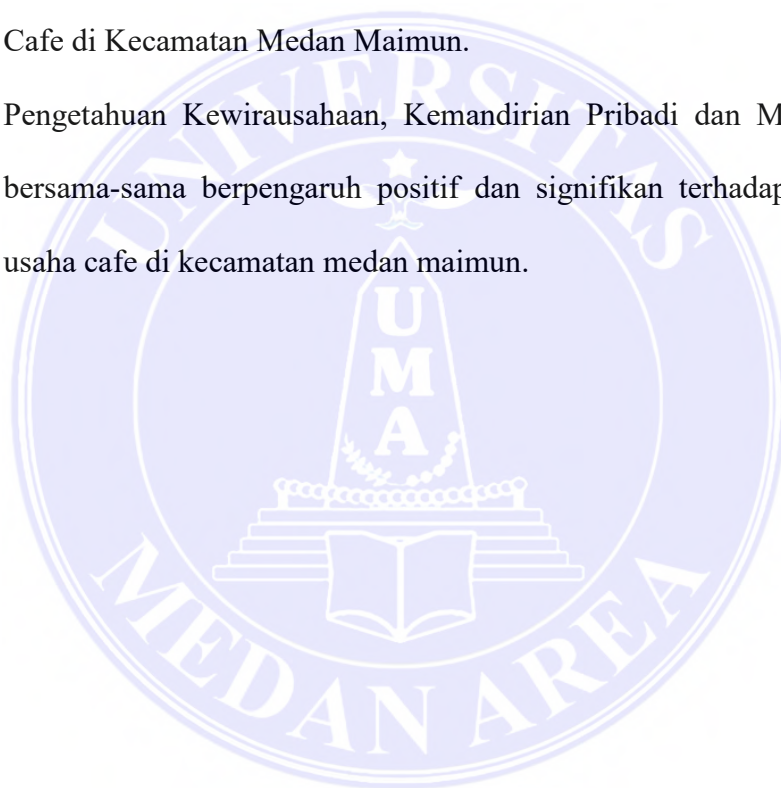 Cafe di Kecamatan Medan Maimun.
Pengetahuan Kewirausahaan, Kemandirian Pribadi dan
bersama-sama berpengaruh positif dan signifikan terhadap
usaha cafe di kecamatan medan maimun.
UNIVERSITAS
UMA
MEDAN AREA